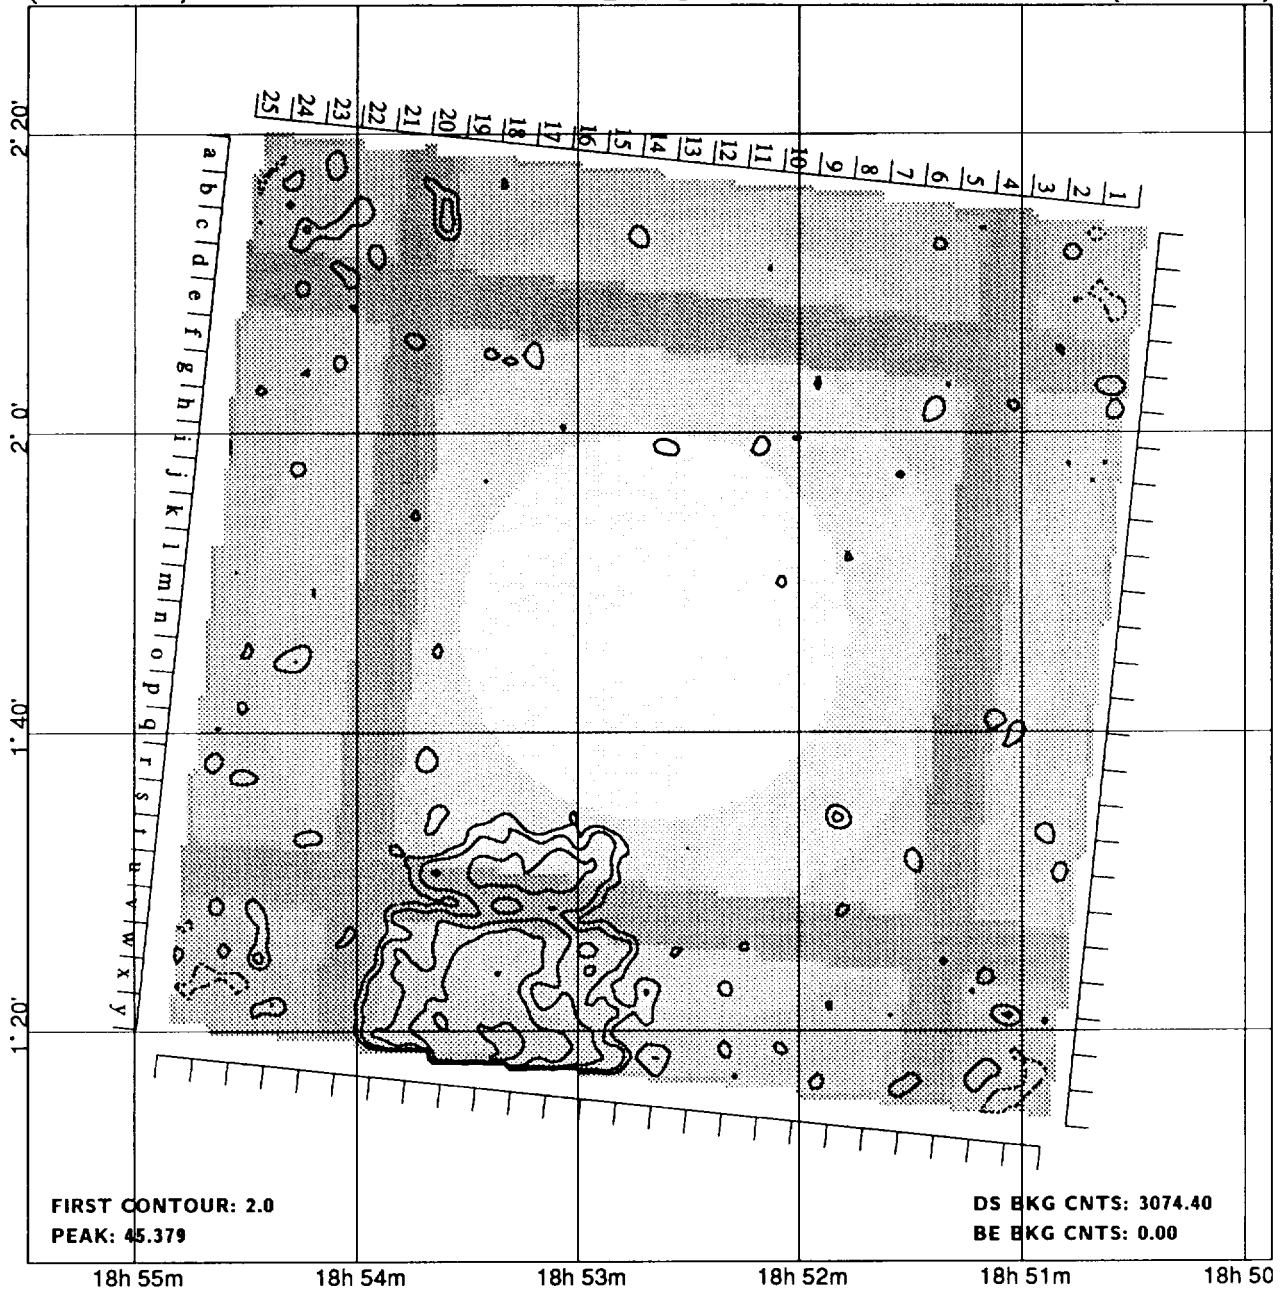 25 24 23 22 21 20 19 18 17 16 15 14 13 12 11 10 9 8 7 6 5 4 3 2 1
a b c d e f g h i j k l m n o p q r s t u v w x y
2° 20'
2° 0'
1° 40'
1° 20'
FIRST CONTOUR: 2.0
PEAK: 45.379
DS BKG CNTS: 3074.40
BE BKG CNTS: 0.00
18h 55m 18h 54m 18h 53m 18h 52m 18h 51m 18h 50